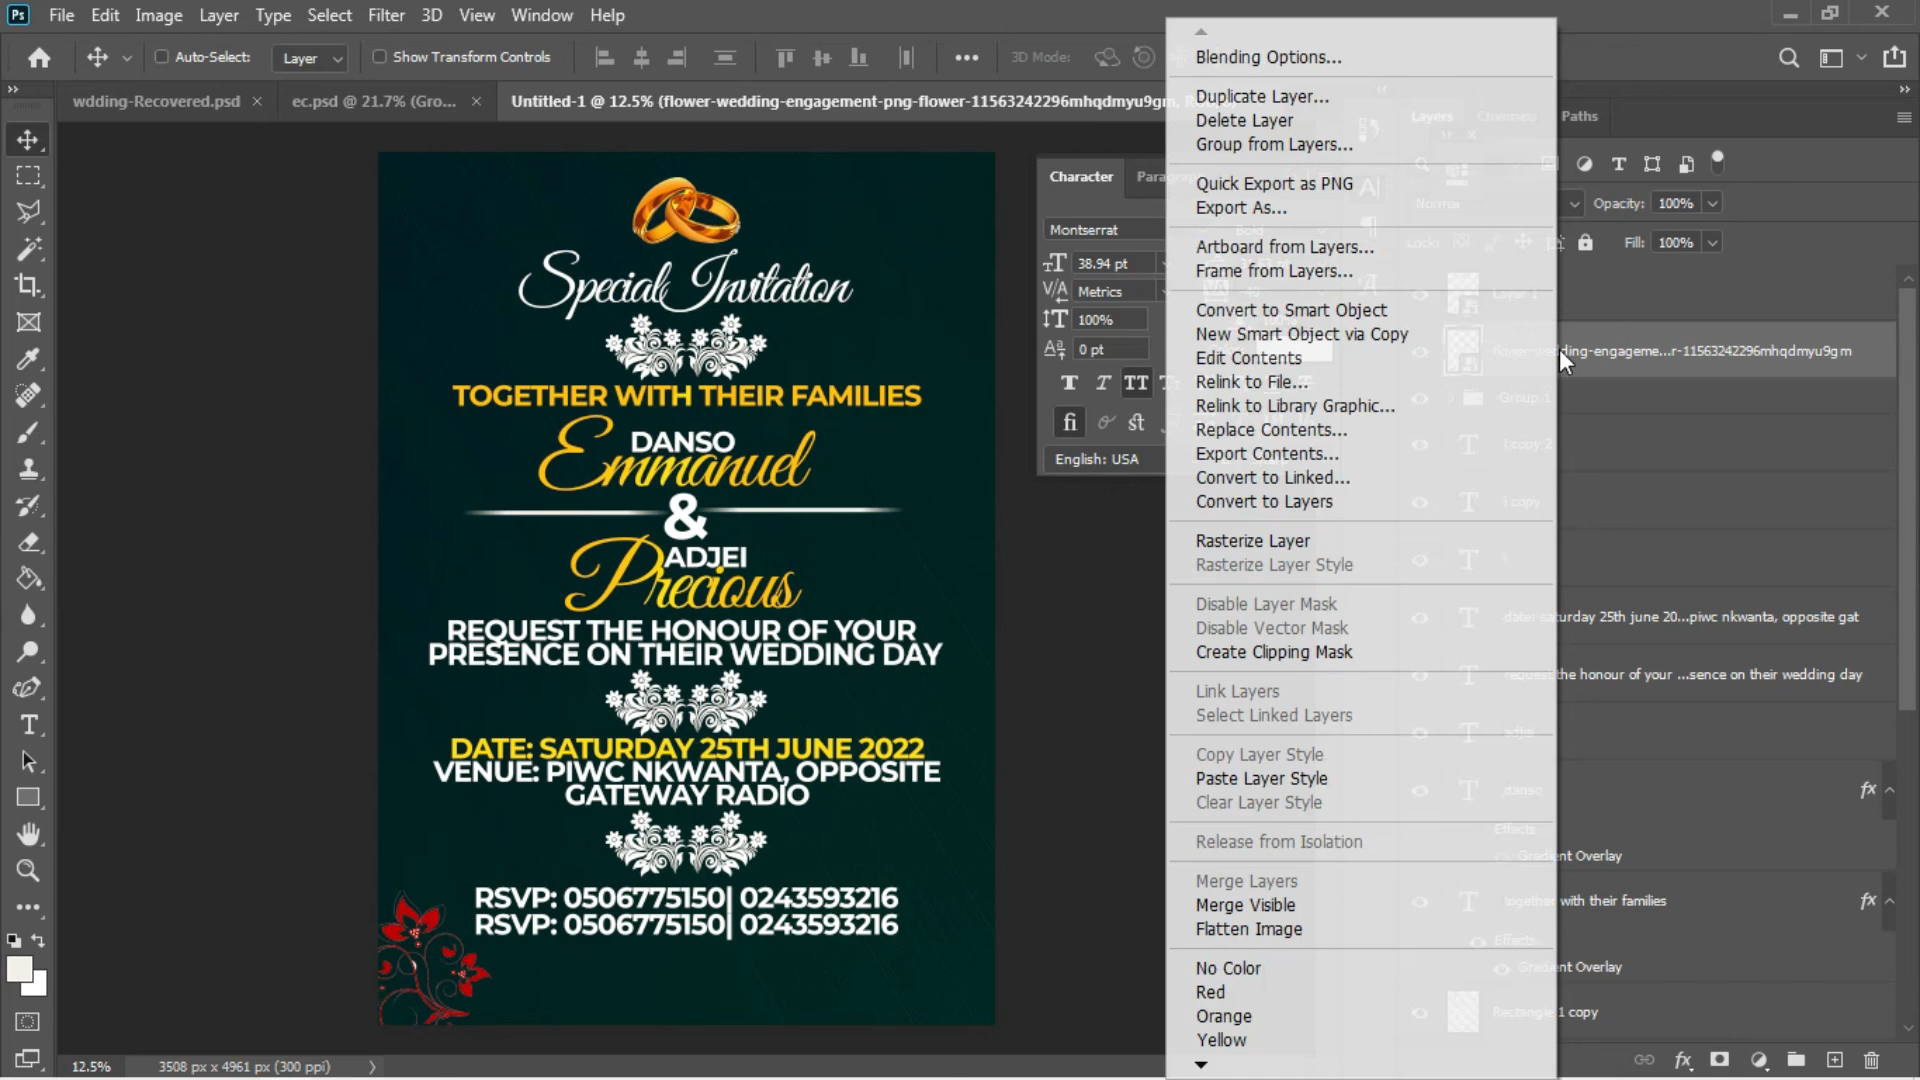 Ps File Edit Image Layer Type Select Filter 3D View Window Help
Auto-Select: Layer Show Transform Controls 3D Mode:
wdding-Recovered.psd × ec.psd @ 21.7% (Gro... × Untitled-1 @ 12.5% (flower-wedding-engagement-png-flower-11563242296mhqdmyu9gm,
Special Invitation
TOGETHER WITH THEIR FAMILIES
DANSO
Emmanuel
&
ADJEI
Precious
REQUEST THE HONOUR OF YOUR
PRESENCE ON THEIR WEDDING DAY
DATE: SATURDAY 25TH JUNE 2022
VENUE: PIWC NKWANTA, OPPOSITE
GATEWAY RADIO
RSVP: 0506775150| 0243593216
RSVP: 0506775150| 0243593216
12.5% 3508 px x 4961 px (300 ppi)
Character
Montserrat
38.94 pt
Metrics
100%
0 pt
English: USA
Blending Options...
Duplicate Layer...
Delete Layer
Group from Layers...
Quick Export as PNG
Export As...
Artboard from Layers...
Frame from Layers...
Convert to Smart Object
New Smart Object via Copy
Edit Contents
Relink to File...
Relink to Library Graphic...
Replace Contents...
Export Contents...
Convert to Linked...
Convert to Layers
Rasterize Layer
Rasterize Layer Style
Disable Layer Mask
Disable Vector Mask
Create Clipping Mask
Link Layers
Select Linked Layers
Copy Layer Style
Paste Layer Style
Clear Layer Style
Release from Isolation
Merge Layers
Merge Visible
Flatten Image
No Color
Red
Orange
Yellow
Layers Channels Paths
Normal Opacity: 100%
Fill: 100%
Layer 1
flower-wedding-engageme...r-11563242296mhqdmyu9gm
Group 1
copy 2
copy
date: saturday 25th june 20...piwc nkwanta, opposite gat
request the honour of your ...sence on their wedding day
adjei
danso fx
Effects
Gradient Overlay
together with their families fx
Effects
Gradient Overlay
Rectangle 1 copy